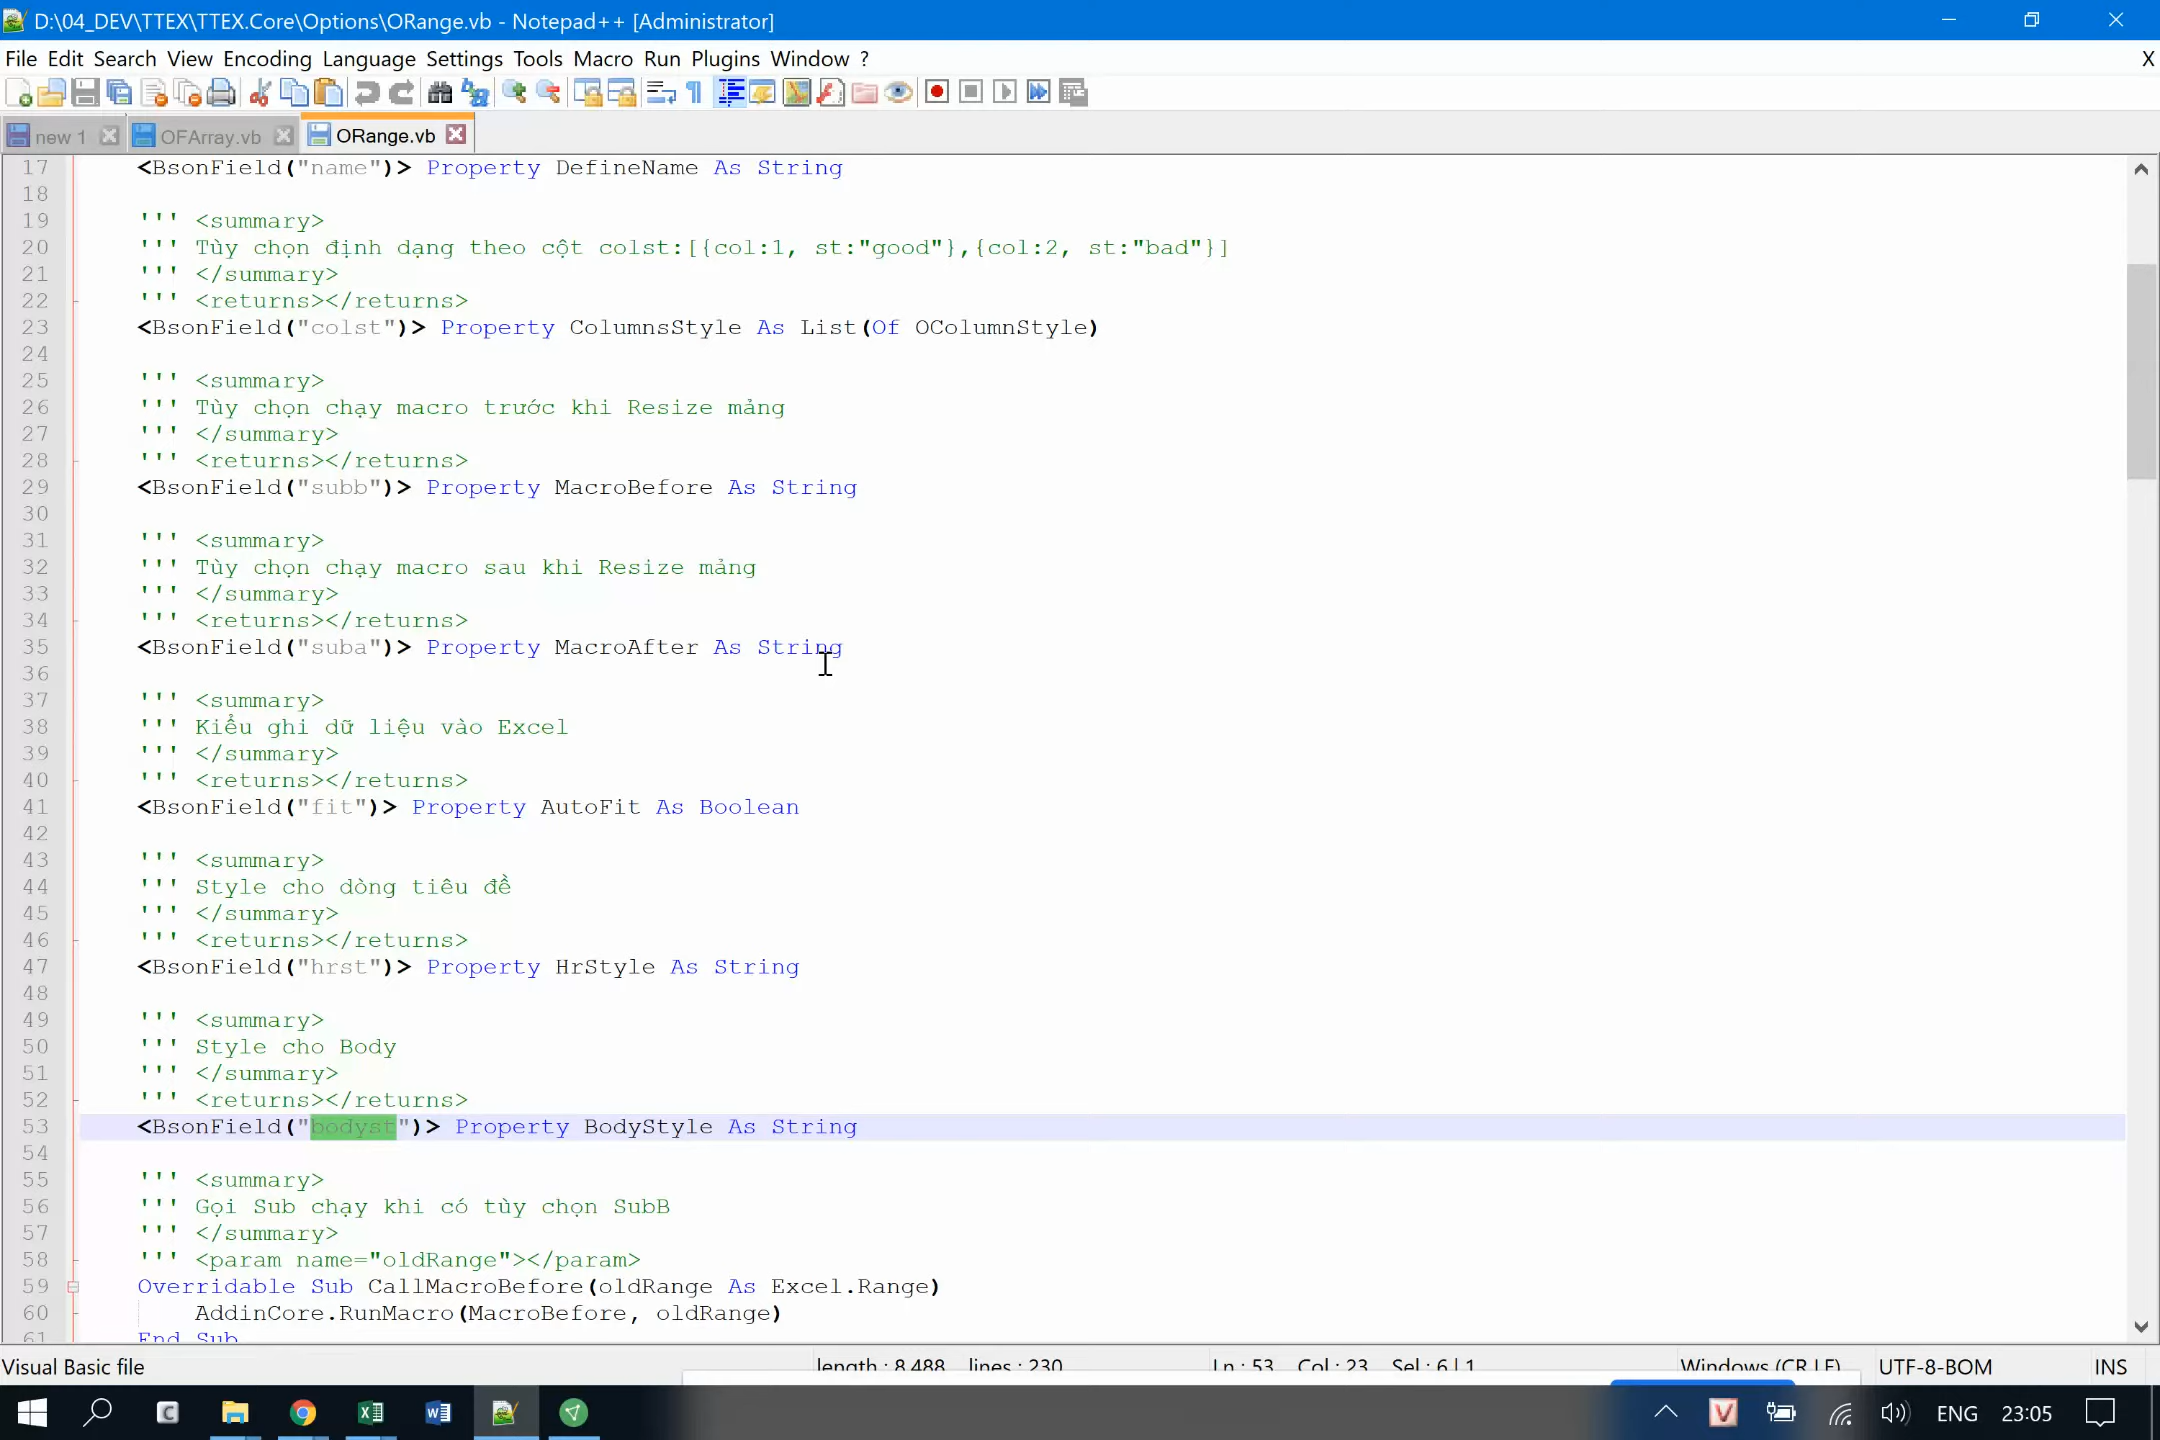 D:\04_DEV\TTEX\TTEX.Core\Options\ORange.vb - Notepad++ [Administrator]
File Edit Search View Encoding Language Settings Tools Macro Run Plugins Window ? X
new 1 OFArray.vb ORange.vb
17 <BsonField("name")> Property DefineName As String
18
19 ''' <summary>
20 ''' Tùy chọn định dạng theo cột colst:[{col:1, st:"good"},{col:2, st:"bad"}]
21 ''' </summary>
22 ''' <returns></returns>
23 <BsonField("colst")> Property ColumnsStyle As List(Of OColumnStyle)
24
25 ''' <summary>
26 ''' Tùy chọn chạy macro trước khi Resize mảng
27 ''' </summary>
28 ''' <returns></returns>
29 <BsonField("subb")> Property MacroBefore As String
30
31 ''' <summary>
32 ''' Tùy chọn chạy macro sau khi Resize mảng
33 ''' </summary>
34 ''' <returns></returns>
35 <BsonField("suba")> Property MacroAfter As String
36
37 ''' <summary>
38 ''' Kiểu ghi dữ liệu vào Excel
39 ''' </summary>
40 ''' <returns></returns>
41 <BsonField("fit")> Property AutoFit As Boolean
42
43 ''' <summary>
44 ''' Style cho dòng tiêu đề
45 ''' </summary>
46 ''' <returns></returns>
47 <BsonField("hrst")> Property HrStyle As String
48
49 ''' <summary>
50 ''' Style cho Body
51 ''' </summary>
52 ''' <returns></returns>
53 <BsonField("bodyst")> Property BodyStyle As String
54
55 ''' <summary>
56 ''' Gọi Sub chạy khi có tùy chọn SubB
57 ''' </summary>
58 ''' <param name="oldRange"></param>
59 Overridable Sub CallMacroBefore(oldRange As Excel.Range)
60 AddinCore.RunMacro(MacroBefore, oldRange)
61 End Sub
Visual Basic file length : 8,488 lines : 230 Ln : 53 Col : 23 Sel : 6 | 1 Windows (CR LF) UTF-8-BOM INS
ENG 23:05